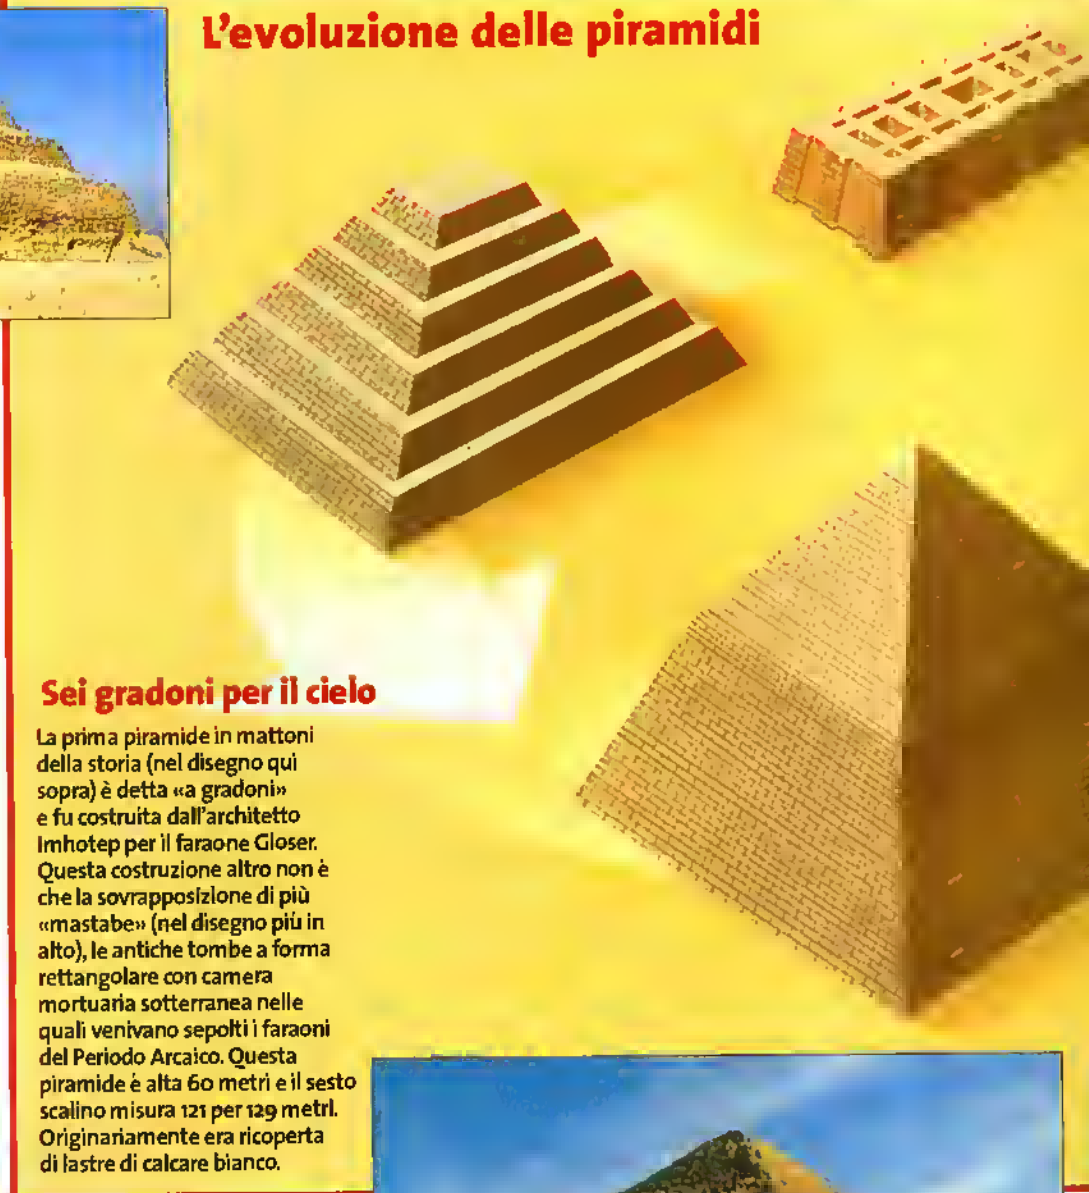 L'evoluzione delle piramidi
Sei gradoni per il cielo
La prima piramide in mattoni
della storia (nel disegno qui
sopra) è detta «a gradoni»
e fu costruita dall'architetto
Imhotep per il faraone Gloser.
Questa costruzione altro non è
che la sovrapposizione di più
«mastabe» (nel disegno più in
alto), le antiche tombe a forma
rettangolare con camera
mortuaria sotterranea nelle
quali venivano sepolti i faraoni
del Periodo Arcaico. Questa
piramide è alta 60 metri e il sesto
scalino misura 121 per 129 metri.
Originariamente era ricoperta
di lastre di calcare bianco.